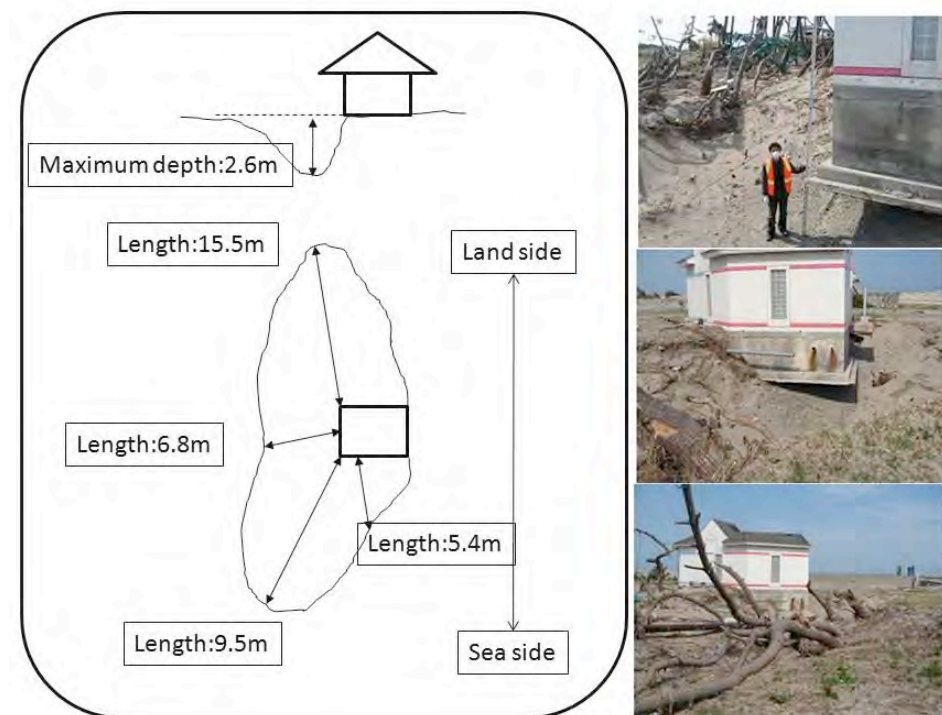 Maximum depth:2.6m
Length:15.5m
Land side
Length:6.8m
Length:5.4m
Length:9.5m
Sea side